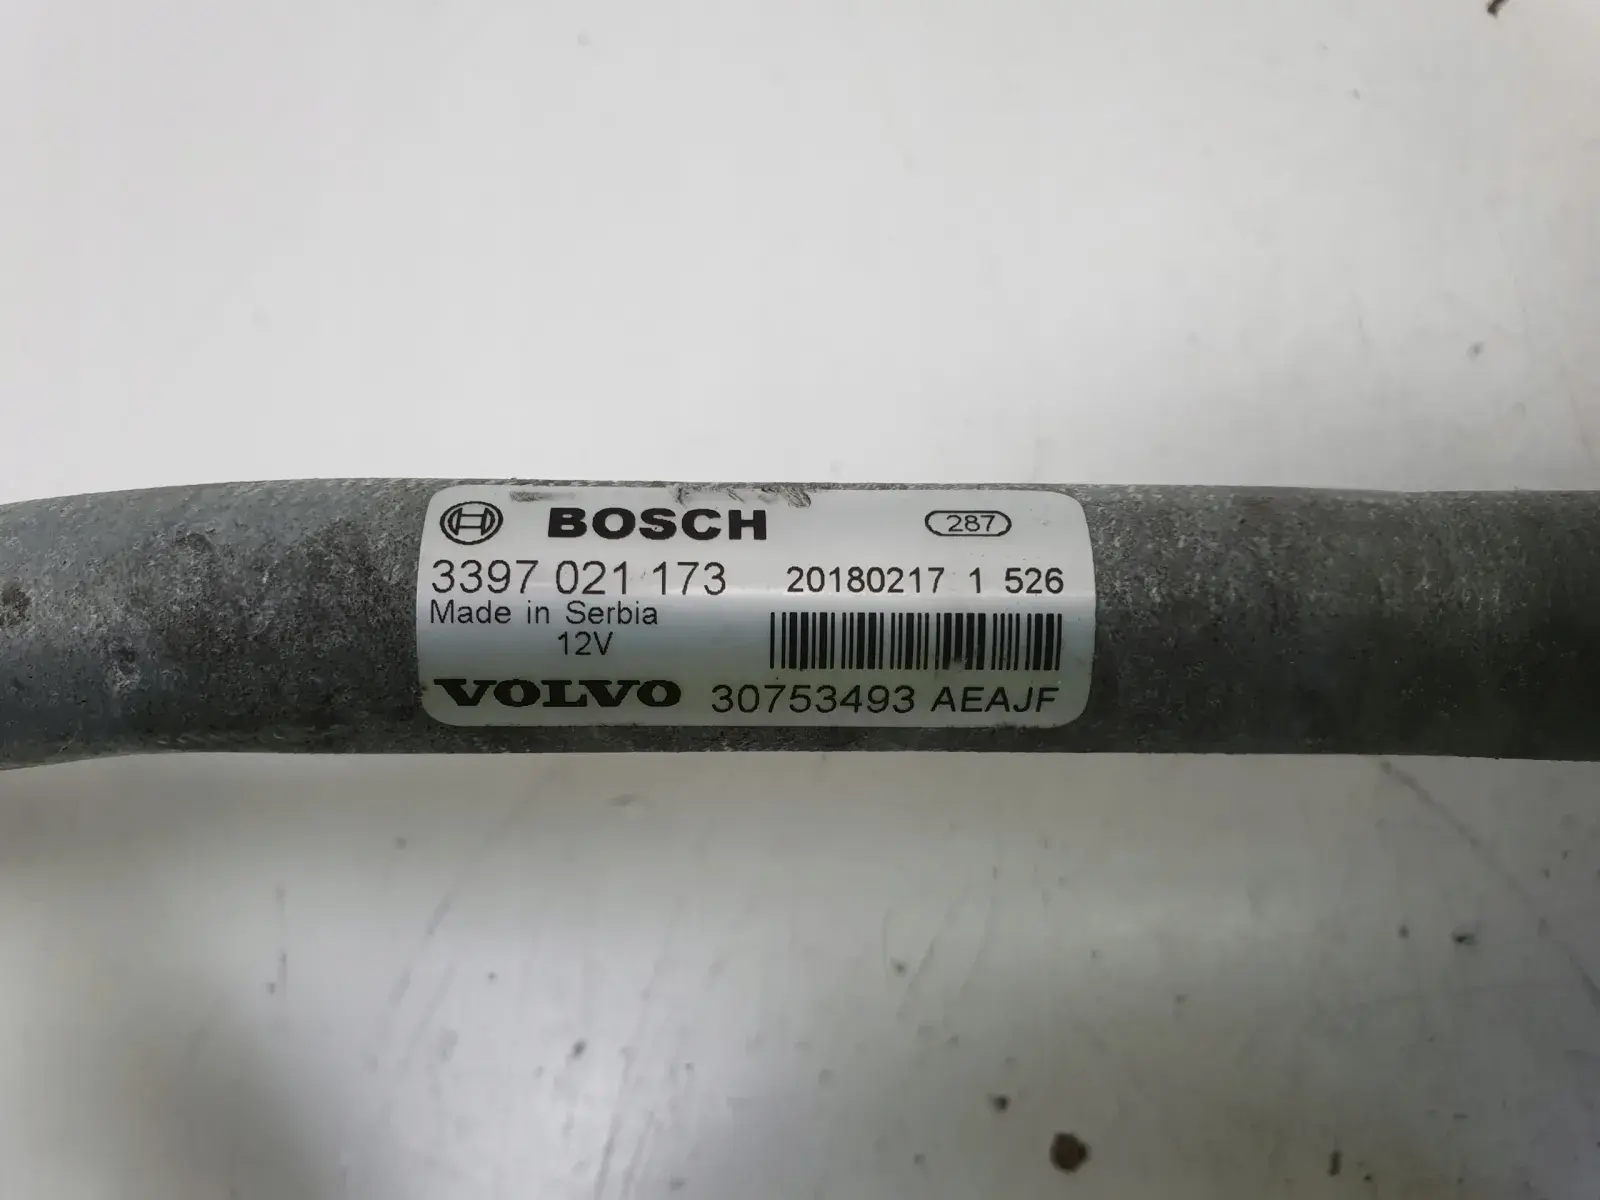 BOSCH 287
3397 021 173 20180217 1 526
Made in Serbia
12V
VOLVO 30753493 AEAJF